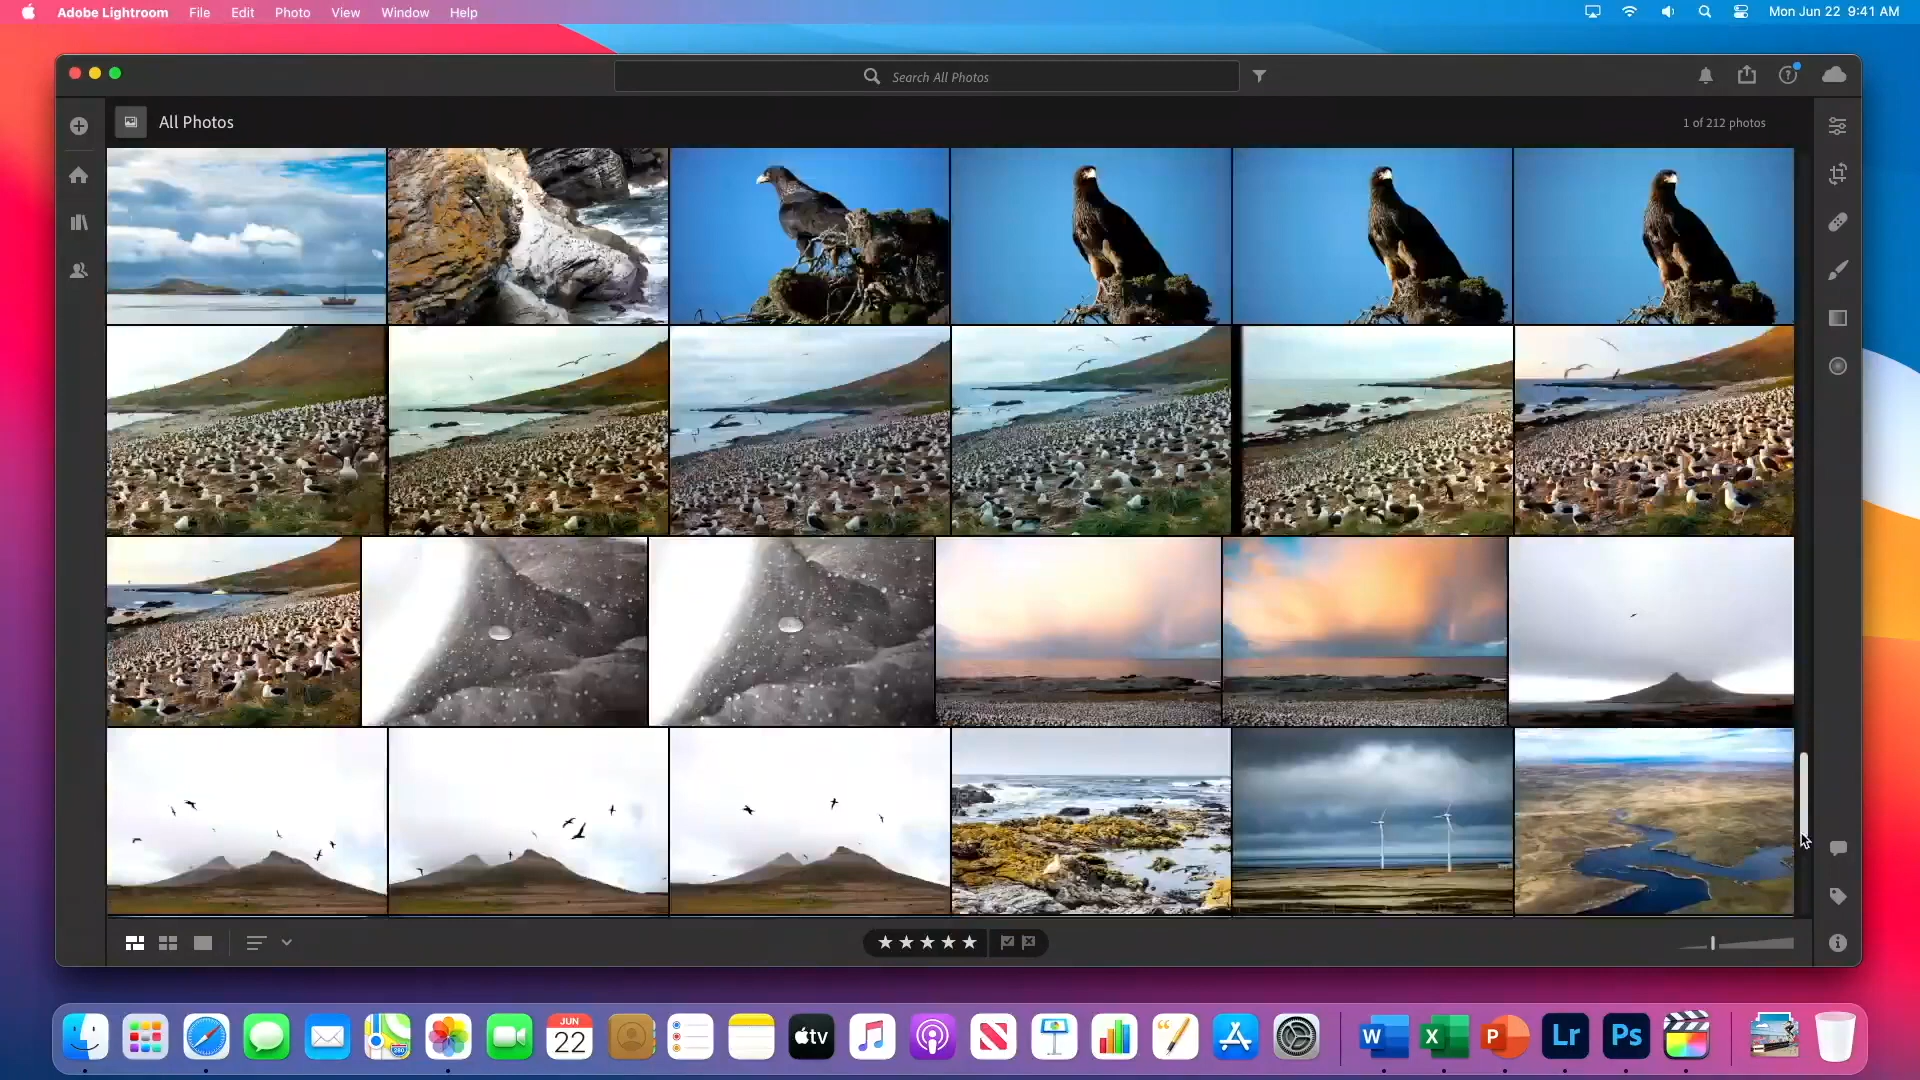 Adobe Lightroom File Edit Photo View Window Help Mon Jun 22 9:41 AM
Search All Photos
All Photos 1 of 212 photos
JUN
22
tv
W
X
P
Lr
Ps